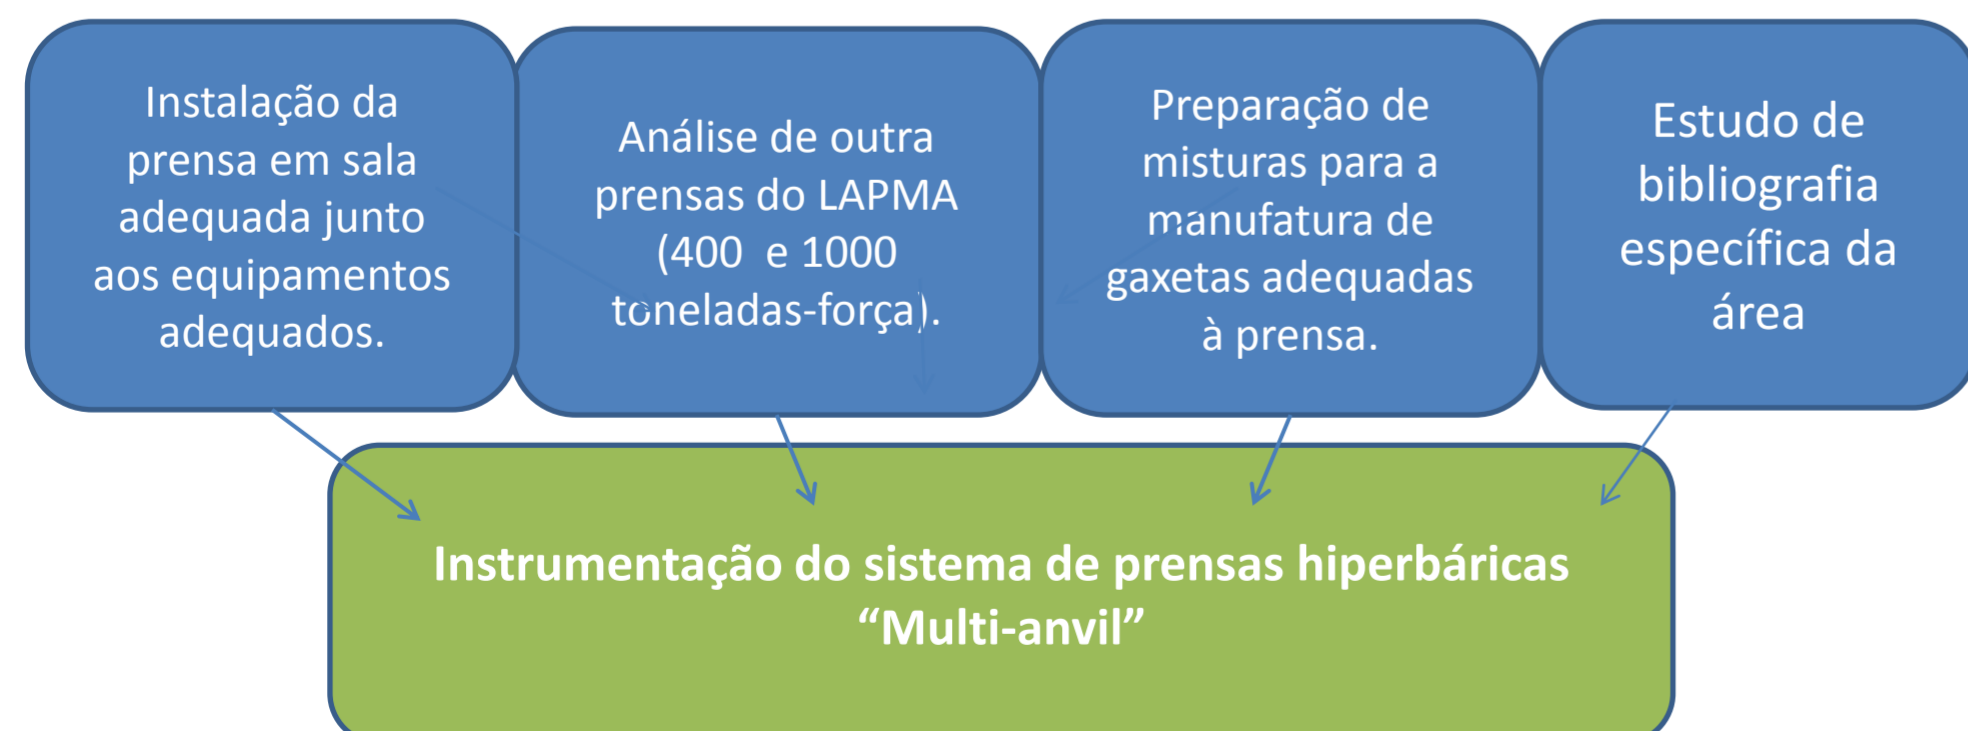 Instalação da
prensa em sala
adequada junto
aos equipamentos
adequados.
Análise de outra
prensas do LAPMA
(400  e 1000
toneladas-força).
Preparação de
misturas para a
manufatura de
gaxetas adequadas
à prensa.
Estudo de
bibliografia
específica da
área
Instrumentação do sistema de prensas hiperbáricas
“Multi-anvil”